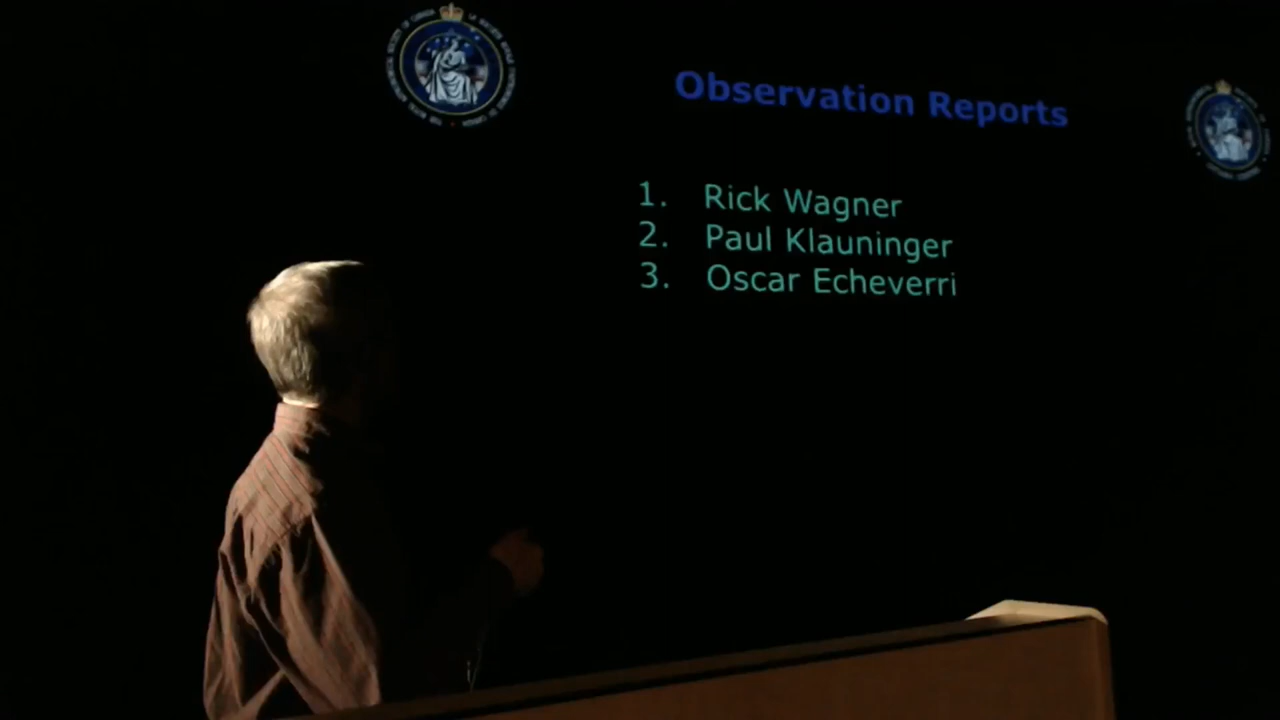 Observation Reports
1. Rick Wagner
2. Paul Klauninger
3. Oscar Echeverri